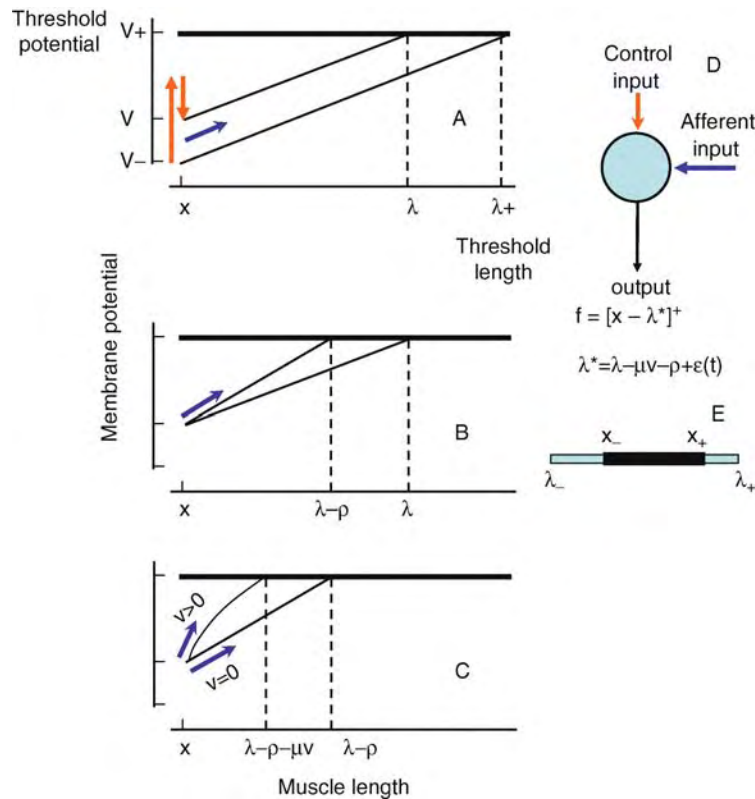 Threshold
potential
V+
V
V–
A
x
λ
λ+
Threshold
length
Membrane potential
B
x
λ–ρ
λ
v>0
v=0
C
x
λ–ρ–μv
λ–ρ
Muscle length
Control
input
D
Afferent
input
output
f = [x – λ*]⁺
λ*=λ–μv–ρ+ε(t)
E
x₋
x₊
λ₋
λ₊